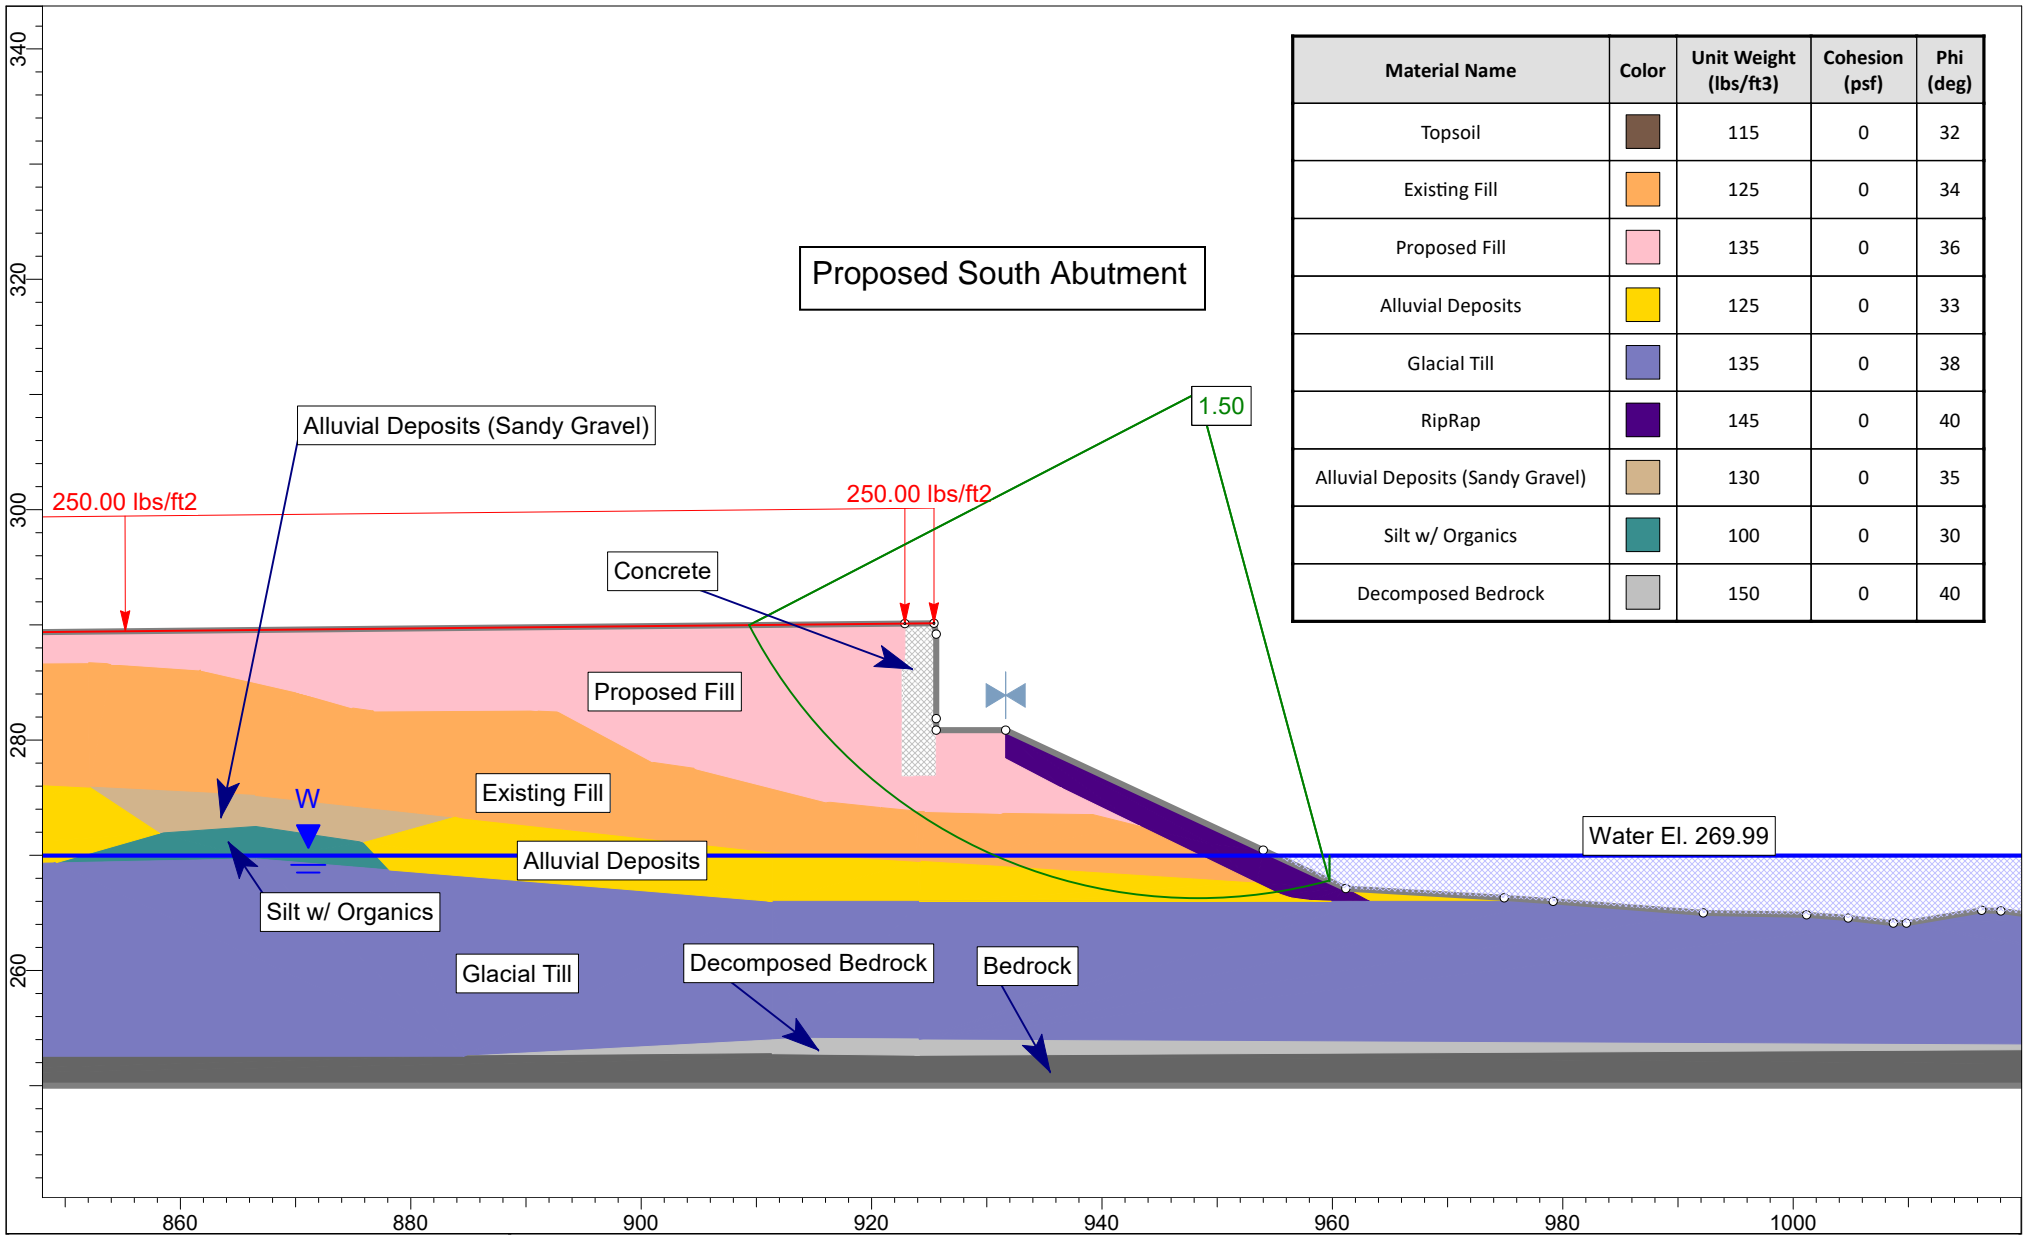 340
320
300
280
260
860
880
900
920
940
960
980
1000
Material Name Color Unit Weight (lbs/ft3) Cohesion (psf) Phi (deg)
Topsoil 115 0 32
Existing Fill 125 0 34
Proposed Fill 135 0 36
Alluvial Deposits 125 0 33
Glacial Till 135 0 38
RipRap 145 0 40
Alluvial Deposits (Sandy Gravel) 130 0 35
Silt w/ Organics 100 0 30
Decomposed Bedrock 150 0 40
Proposed South Abutment
1.50
Alluvial Deposits (Sandy Gravel)
250.00 lbs/ft2
250.00 lbs/ft2
Concrete
Proposed Fill
Existing Fill
W
Water El. 269.99
Alluvial Deposits
Silt w/ Organics
Glacial Till
Decomposed Bedrock
Bedrock